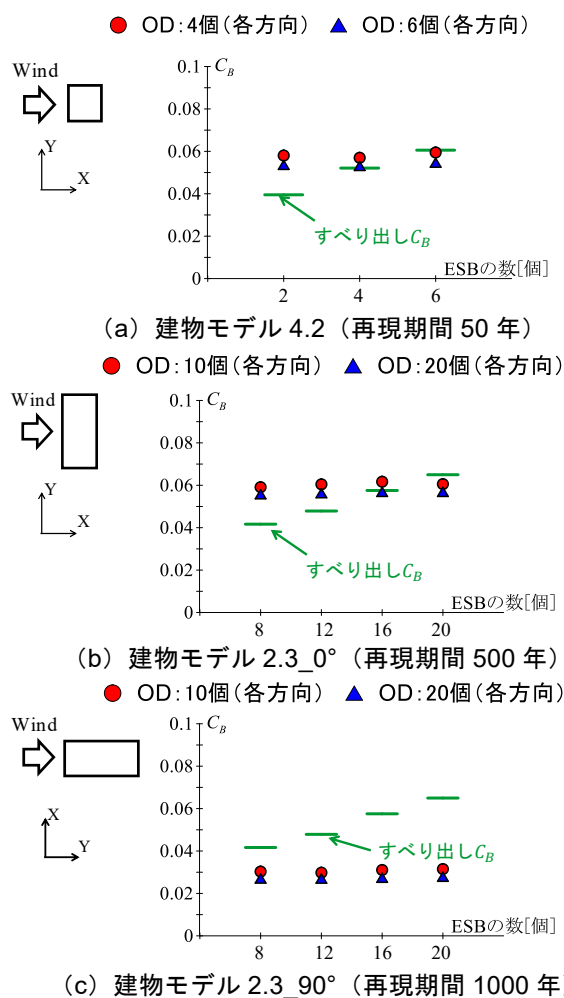 ● OD:4個(各方向) ▲ OD:6個(各方向)
Wind
Y
X
C_B
0.1
0.08
0.06
0.04
0.02
0
すべり出しC_B
ESBの数[個]
2 4 6
(a) 建物モデル 4.2(再現期間 50 年)
● OD:10個(各方向) ▲ OD:20個(各方向)
Wind
Y
X
C_B
0.1
0.08
0.06
0.04
0.02
0
すべり出しC_B
ESBの数[個]
8 12 16 20
(b) 建物モデル 2.3_0°(再現期間 500 年)
● OD:10個(各方向) ▲ OD:20個(各方向)
Wind
X
Y
C_B
0.1
0.08
0.06
0.04
0.02
0
すべり出しC_B
ESBの数[個]
8 12 16 20
(c) 建物モデル 2.3_90°(再現期間 1000 年)